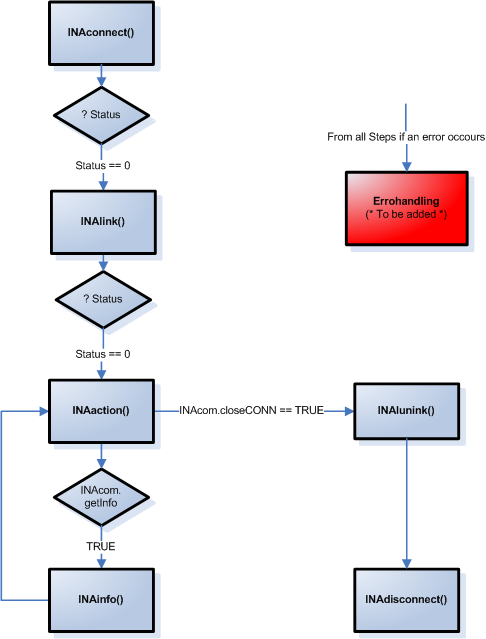 INAconnect()
? Status
Status == 0
INAlink()
? Status
Status == 0
INAaction()
INAcom.closeCONN == TRUE
INAlunink()
INAcom.
getInfo
TRUE
INAinfo()
INAdisconnect()
From all Steps if an error occours
Errohandling
(* To be added *)